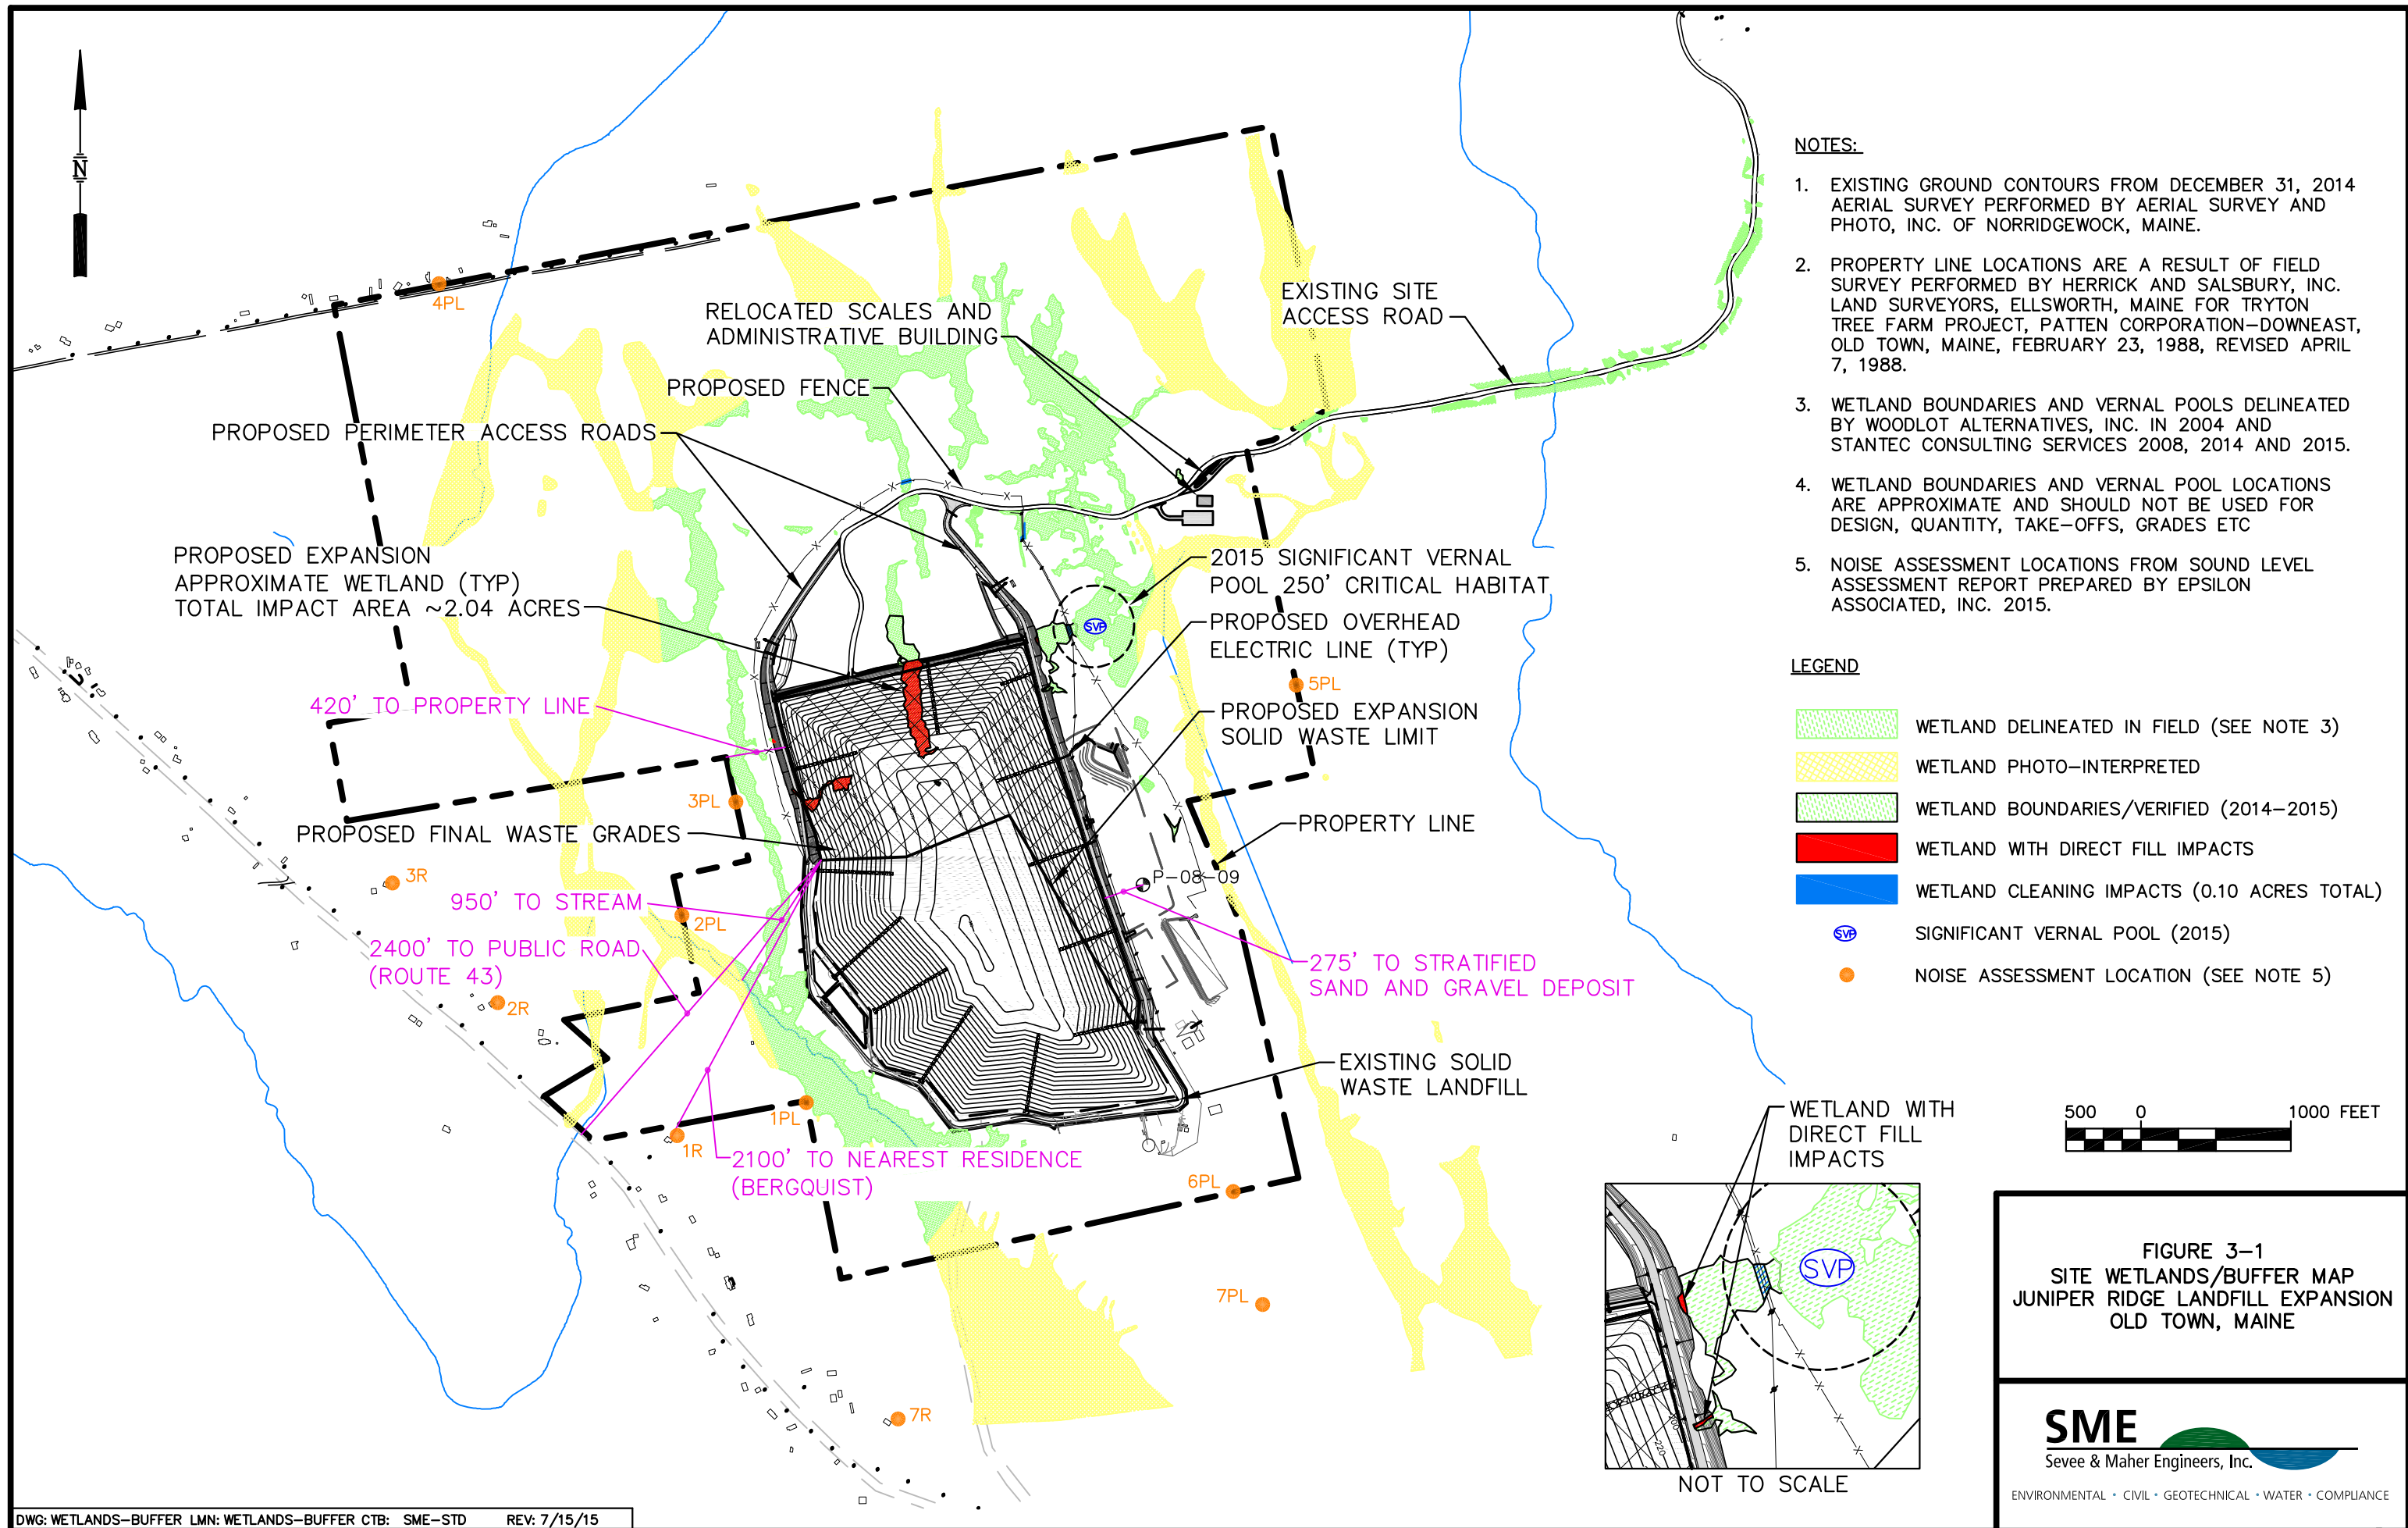 N
4PL
RELOCATED SCALES AND
ADMINISTRATIVE BUILDING
EXISTING SITE
ACCESS ROAD
PROPOSED FENCE
PROPOSED PERIMETER ACCESS ROADS
PROPOSED EXPANSION
APPROXIMATE WETLAND (TYP)
TOTAL IMPACT AREA ~2.04 ACRES
2015 SIGNIFICANT VERNAL
POOL 250' CRITICAL HABITAT
SVP
PROPOSED OVERHEAD
ELECTRIC LINE (TYP)
5PL
420' TO PROPERTY LINE
PROPOSED EXPANSION
SOLID WASTE LIMIT
3PL
PROPOSED FINAL WASTE GRADES
PROPERTY LINE
3R
P-08-09
950' TO STREAM
2PL
2400' TO PUBLIC ROAD
(ROUTE 43)
2R
275' TO STRATIFIED
SAND AND GRAVEL DEPOSIT
EXISTING SOLID
WASTE LANDFILL
1PL
1R
2100' TO NEAREST RESIDENCE
(BERGQUIST)
6PL
7PL
7R
NOTES:
1. EXISTING GROUND CONTOURS FROM DECEMBER 31, 2014
AERIAL SURVEY PERFORMED BY AERIAL SURVEY AND
PHOTO, INC. OF NORRIDGEWOCK, MAINE.
2. PROPERTY LINE LOCATIONS ARE A RESULT OF FIELD
SURVEY PERFORMED BY HERRICK AND SALSBURY, INC.
LAND SURVEYORS, ELLSWORTH, MAINE FOR TRYTON
TREE FARM PROJECT, PATTEN CORPORATION-DOWNEAST,
OLD TOWN, MAINE, FEBRUARY 23, 1988, REVISED APRIL
7, 1988.
3. WETLAND BOUNDARIES AND VERNAL POOLS DELINEATED
BY WOODLOT ALTERNATIVES, INC. IN 2004 AND
STANTEC CONSULTING SERVICES 2008, 2014 AND 2015.
4. WETLAND BOUNDARIES AND VERNAL POOL LOCATIONS
ARE APPROXIMATE AND SHOULD NOT BE USED FOR
DESIGN, QUANTITY, TAKE-OFFS, GRADES ETC
5. NOISE ASSESSMENT LOCATIONS FROM SOUND LEVEL
ASSESSMENT REPORT PREPARED BY EPSILON
ASSOCIATED, INC. 2015.
LEGEND
WETLAND DELINEATED IN FIELD (SEE NOTE 3)
WETLAND PHOTO-INTERPRETED
WETLAND BOUNDARIES/VERIFIED (2014-2015)
WETLAND WITH DIRECT FILL IMPACTS
WETLAND CLEANING IMPACTS (0.10 ACRES TOTAL)
SVP SIGNIFICANT VERNAL POOL (2015)
NOISE ASSESSMENT LOCATION (SEE NOTE 5)
500 0 1000 FEET
WETLAND WITH
DIRECT FILL
IMPACTS
SVP
200
220
NOT TO SCALE
FIGURE 3-1
SITE WETLANDS/BUFFER MAP
JUNIPER RIDGE LANDFILL EXPANSION
OLD TOWN, MAINE
SME
Sevee & Maher Engineers, Inc.
ENVIRONMENTAL • CIVIL • GEOTECHNICAL • WATER • COMPLIANCE
DWG: WETLANDS-BUFFER LMN: WETLANDS-BUFFER CTB: SME-STD REV: 7/15/15